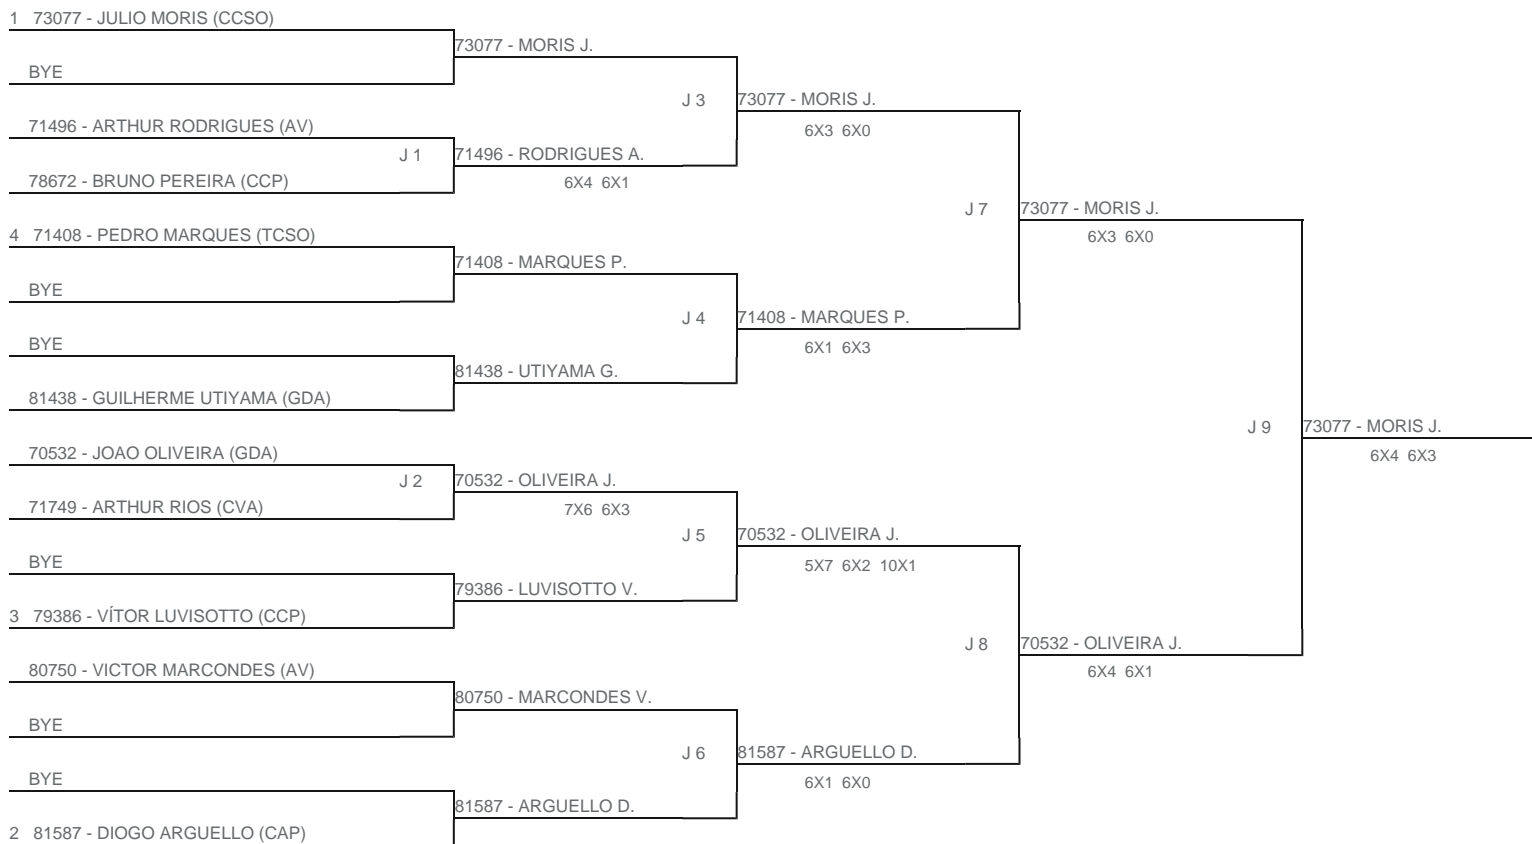 1 73077 - JULIO MORIS (CCSO)
BYE
71496 - ARTHUR RODRIGUES (AV)
78672 - BRUNO PEREIRA (CCP)
4 71408 - PEDRO MARQUES (TCSO)
BYE
BYE
81438 - GUILHERME UTIYAMA (GDA)
70532 - JOAO OLIVEIRA (GDA)
71749 - ARTHUR RIOS (CVA)
BYE
3 79386 - VÍTOR LUVISOTTO (CCP)
80750 - VICTOR MARCONDES (AV)
BYE
BYE
2 81587 - DIOGO ARGUELLO (CAP)
73077 - MORIS J.
J 1
71496 - RODRIGUES A.
6X4 6X1
71408 - MARQUES P.
81438 - UTIYAMA G.
J 2
70532 - OLIVEIRA J.
7X6 6X3
79386 - LUVISOTTO V.
80750 - MARCONDES V.
81587 - ARGUELLO D.
J 3
73077 - MORIS J.
6X3 6X0
J 4
71408 - MARQUES P.
6X1 6X3
J 5
70532 - OLIVEIRA J.
5X7 6X2 10X1
J 6
81587 - ARGUELLO D.
6X1 6X0
J 7
73077 - MORIS J.
6X3 6X0
J 8
70532 - OLIVEIRA J.
6X4 6X1
J 9
73077 - MORIS J.
6X4 6X3